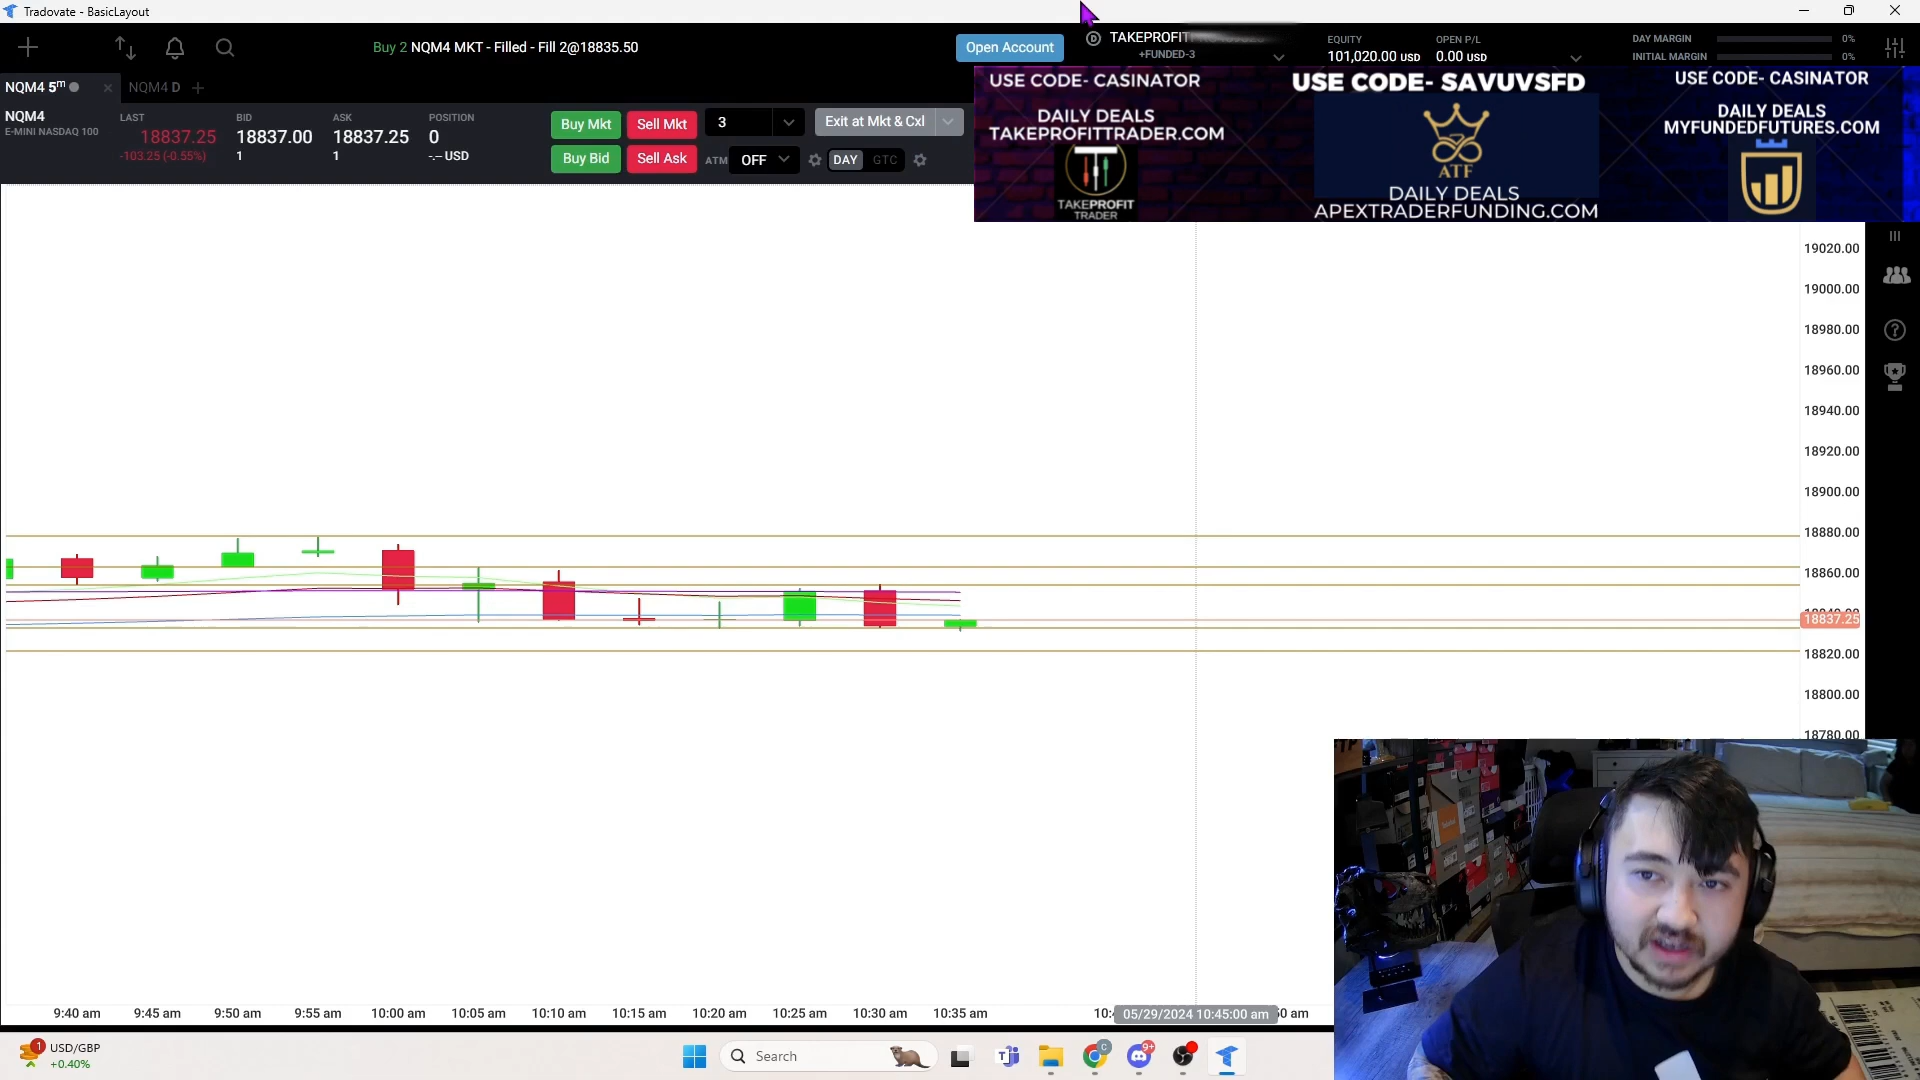 Tradovate - BasicLayout
Buy 2 NQM4 MKT - Filled - Fill 2@18835.50
Open Account
TAKEPROFIT
+FUNDED-3
EQUITY
101,020.00 USD
OPEN P/L
0.00 USD
DAY MARGIN
0%
INITIAL MARGIN
0%
NQM4 5m
NQM4 D
NQM4
E-MINI NASDAQ 100
LAST
18837.25
-103.25 (-0.55%)
BID
18837.00
1
ASK
18837.25
1
POSITION
0
-.-- USD
Buy Mkt
Sell Mkt
3
Exit at Mkt & Cxl
Buy Bid
Sell Ask
ATM
OFF
DAY
GTC
USE CODE- CASINATOR
DAILY DEALS
TAKEPROFITTRADER.COM
TAKEPROFIT
TRADER
USE CODE- SAVUVSFD
ATF
DAILY DEALS
APEXTRADERFUNDING.COM
USE CODE- CASINATOR
DAILY DEALS
MYFUNDEDFUTURES.COM
19020.00
19000.00
18980.00
18960.00
18940.00
18920.00
18900.00
18880.00
18860.00
18840.00
18837.25
18820.00
18800.00
18780.00
9:40 am
9:45 am
9:50 am
9:55 am
10:00 am
10:05 am
10:10 am
10:15 am
10:20 am
10:25 am
10:30 am
10:35 am
05/29/2024 10:45:00 am
1
USD/GBP
+0.40%
Search
C
9+